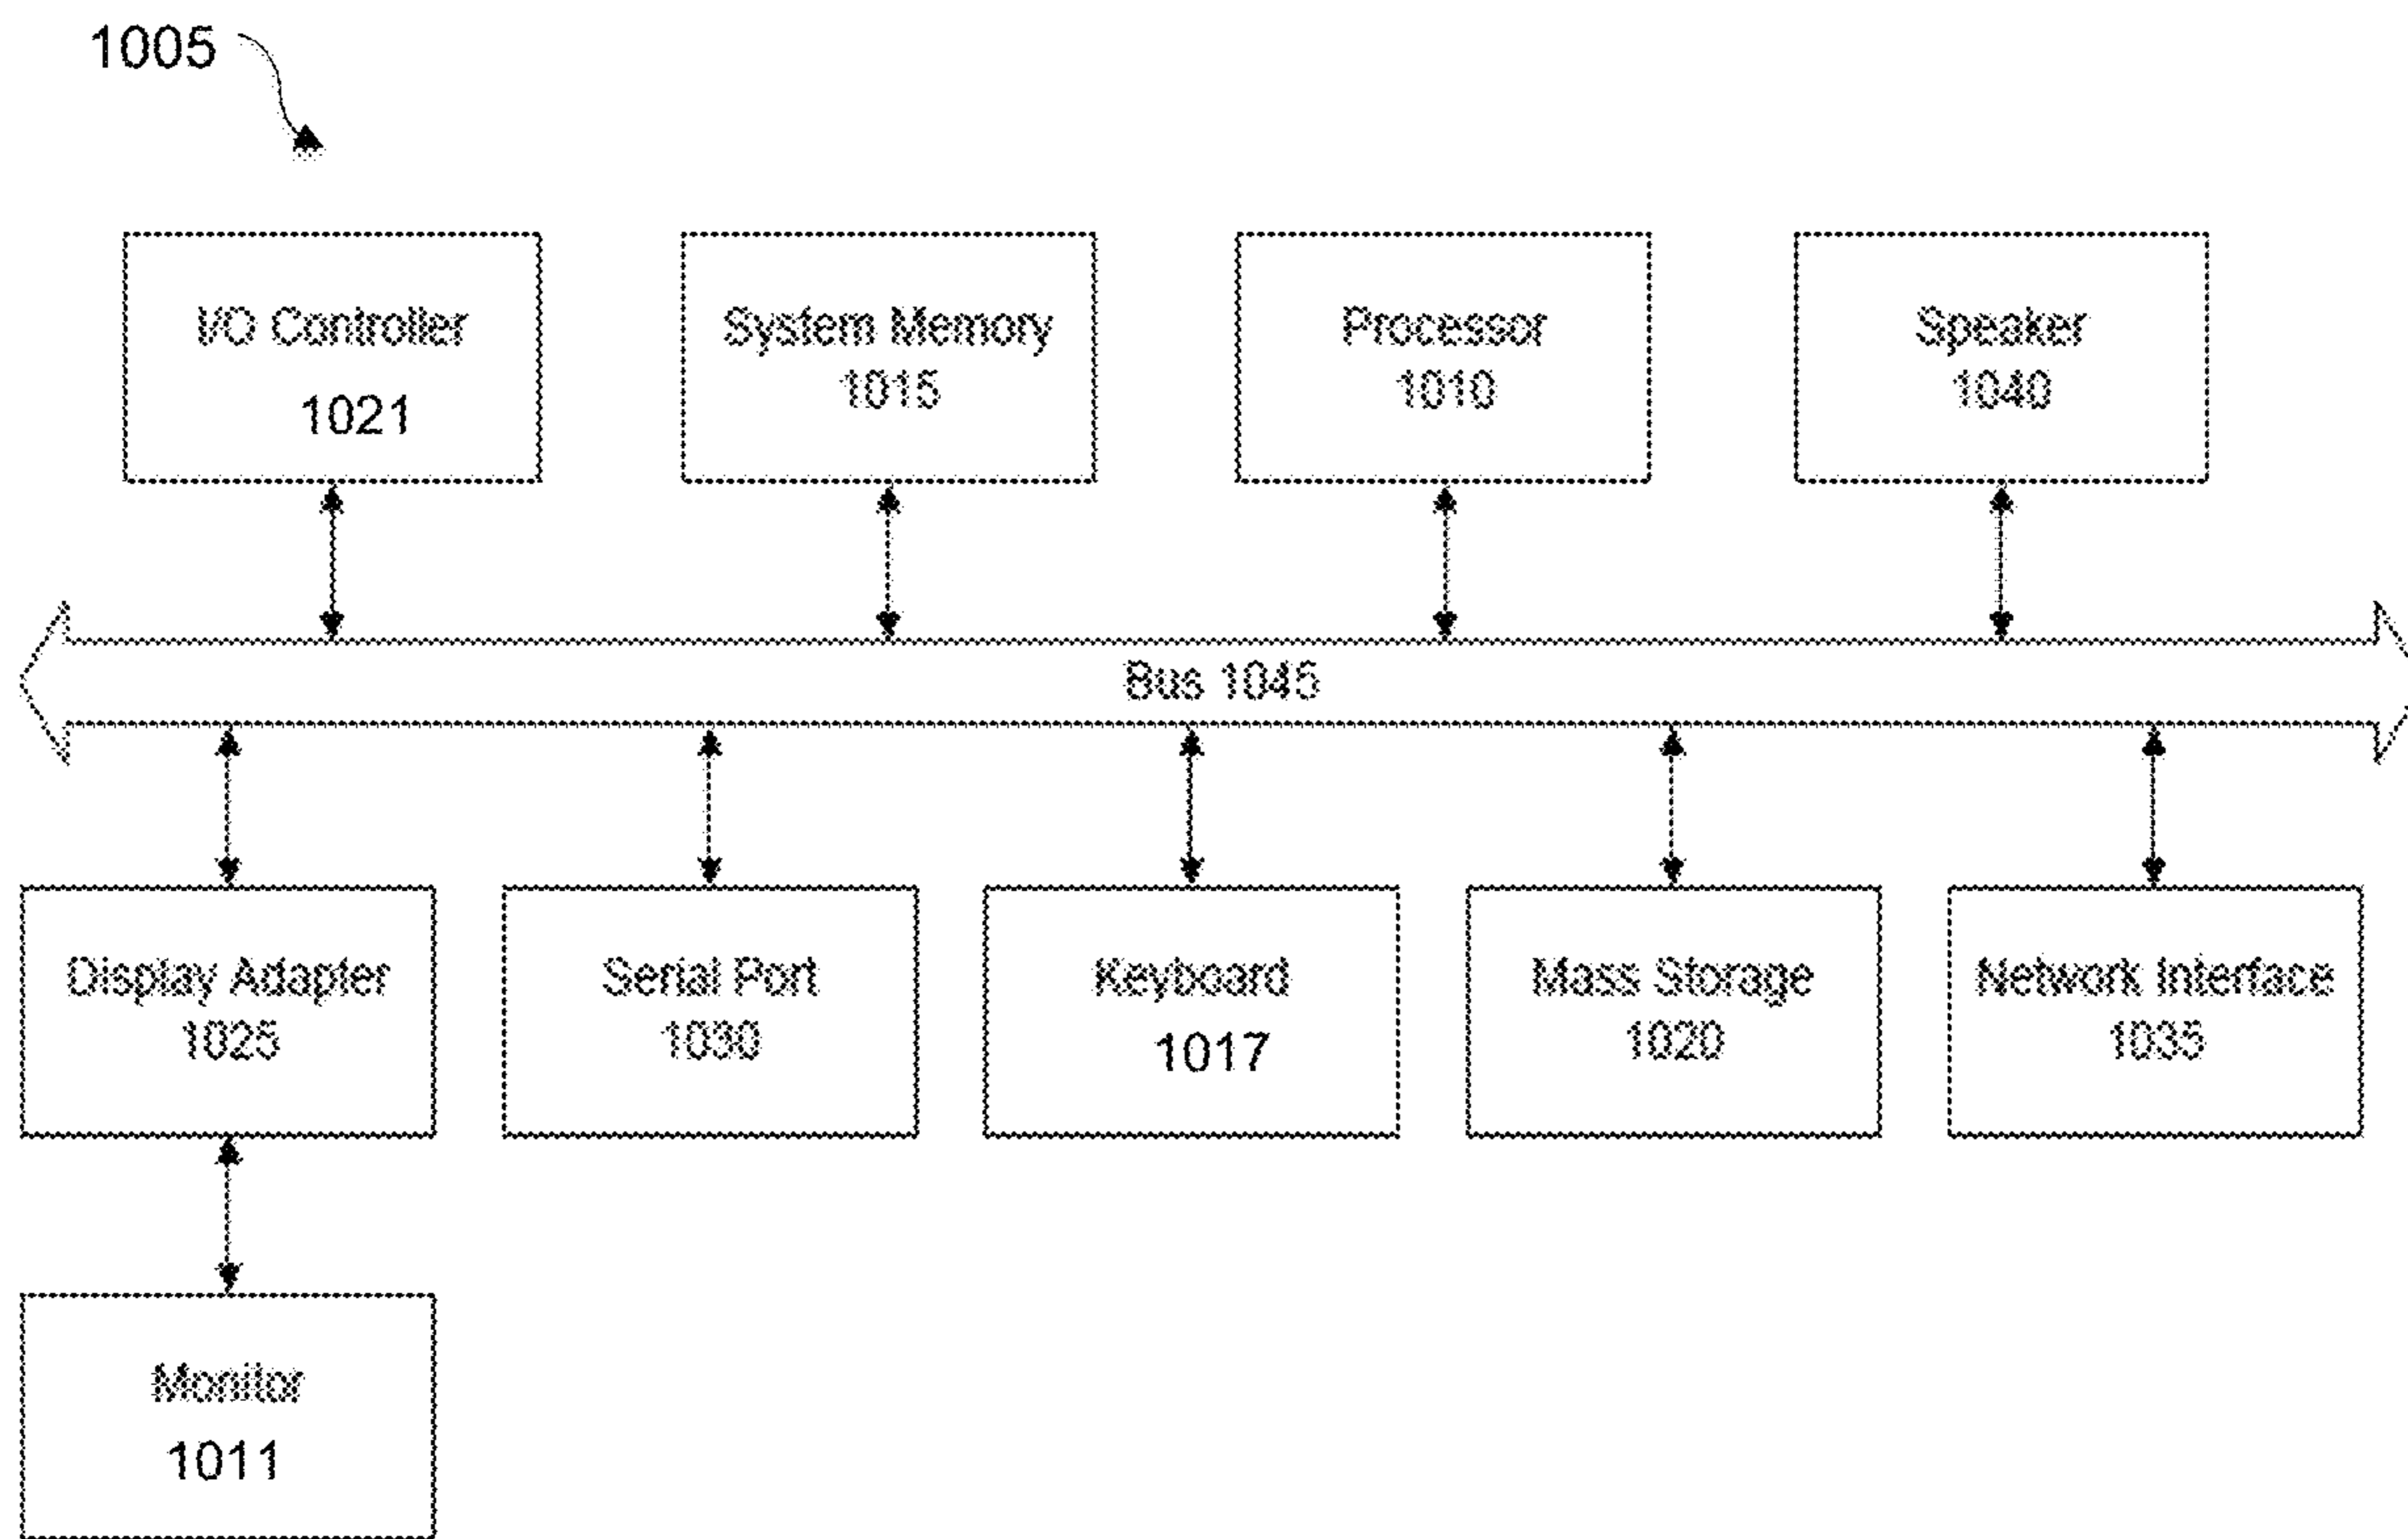 1005
I/O Controller
1021
System Memory
1015
Processor
1010
Speaker
1040
Bus 1045
Display Adapter
1025
Serial Port
1030
Keyboard
1017
Mass Storage
1020
Network Interface
1035
Monitor
1011